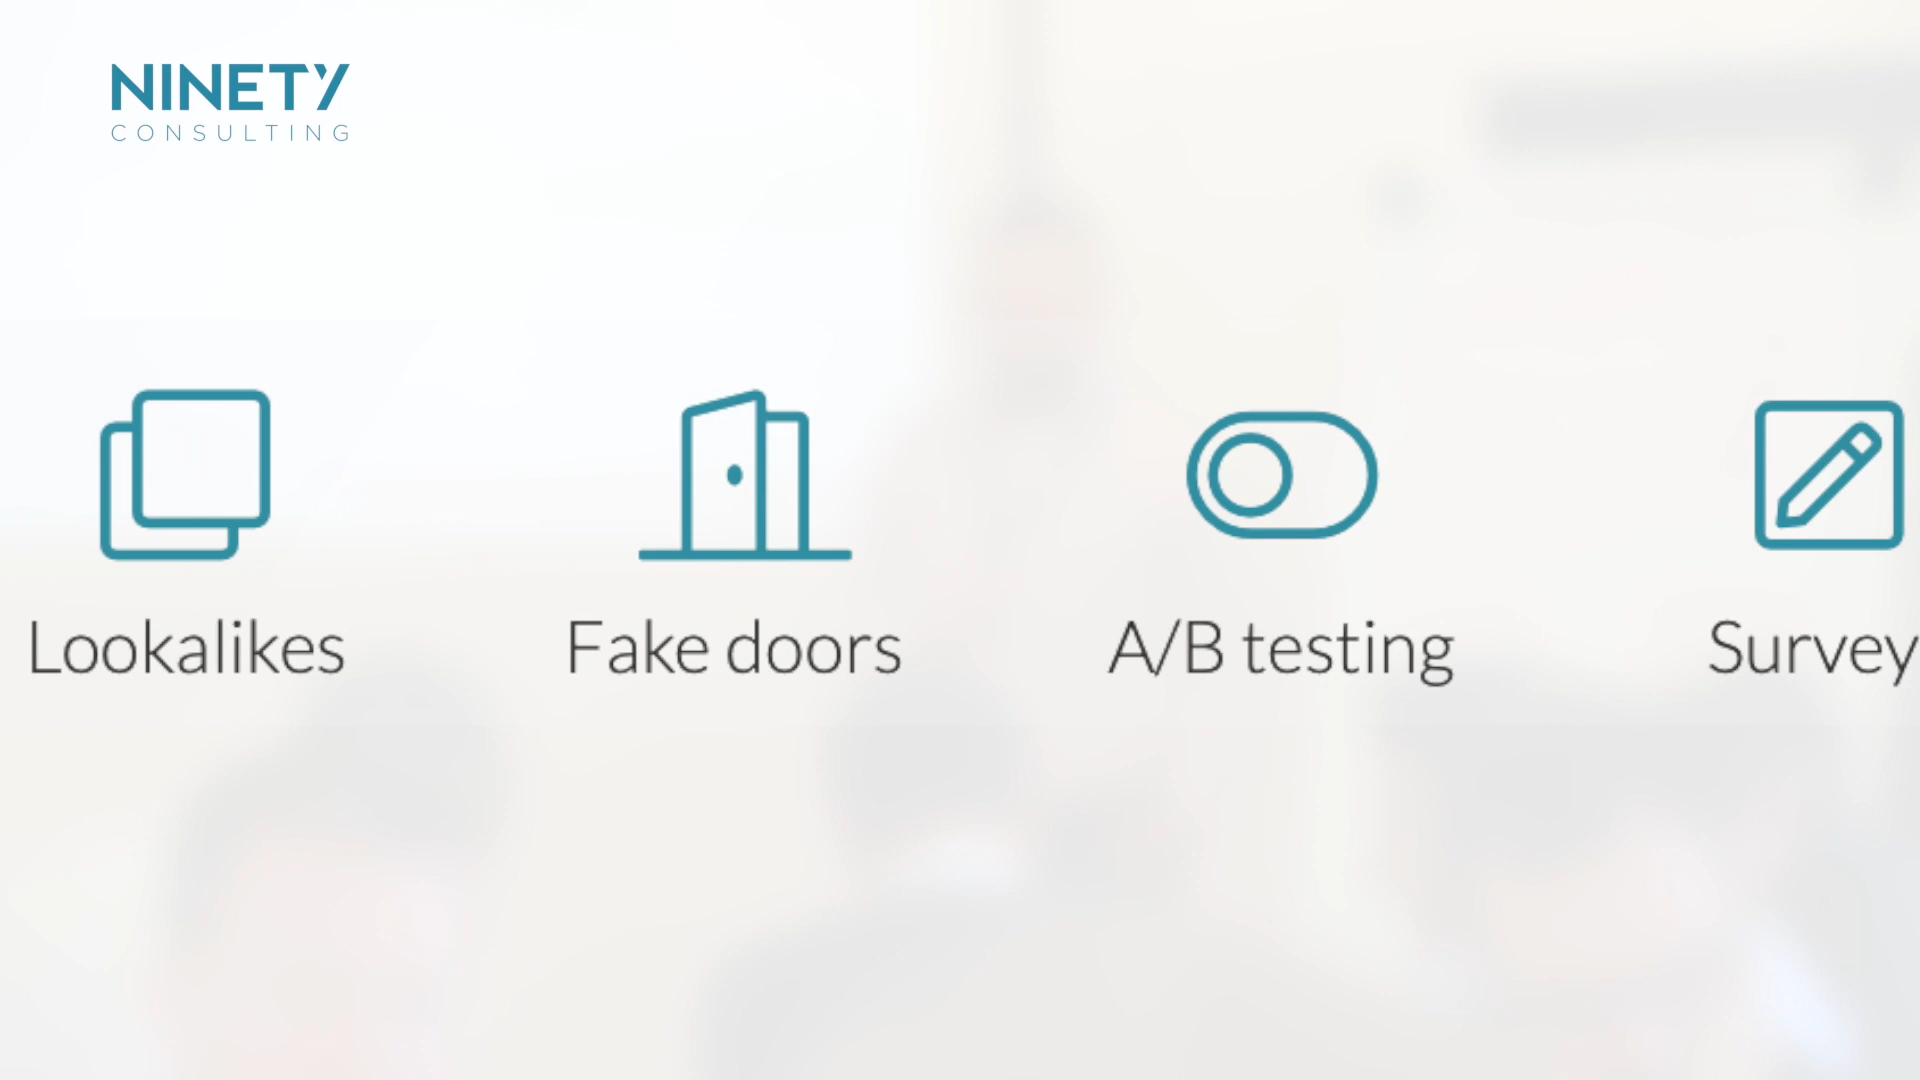 NINETY
CONSULTING
Lookalikes
Fake doors
A/B testing
Survey